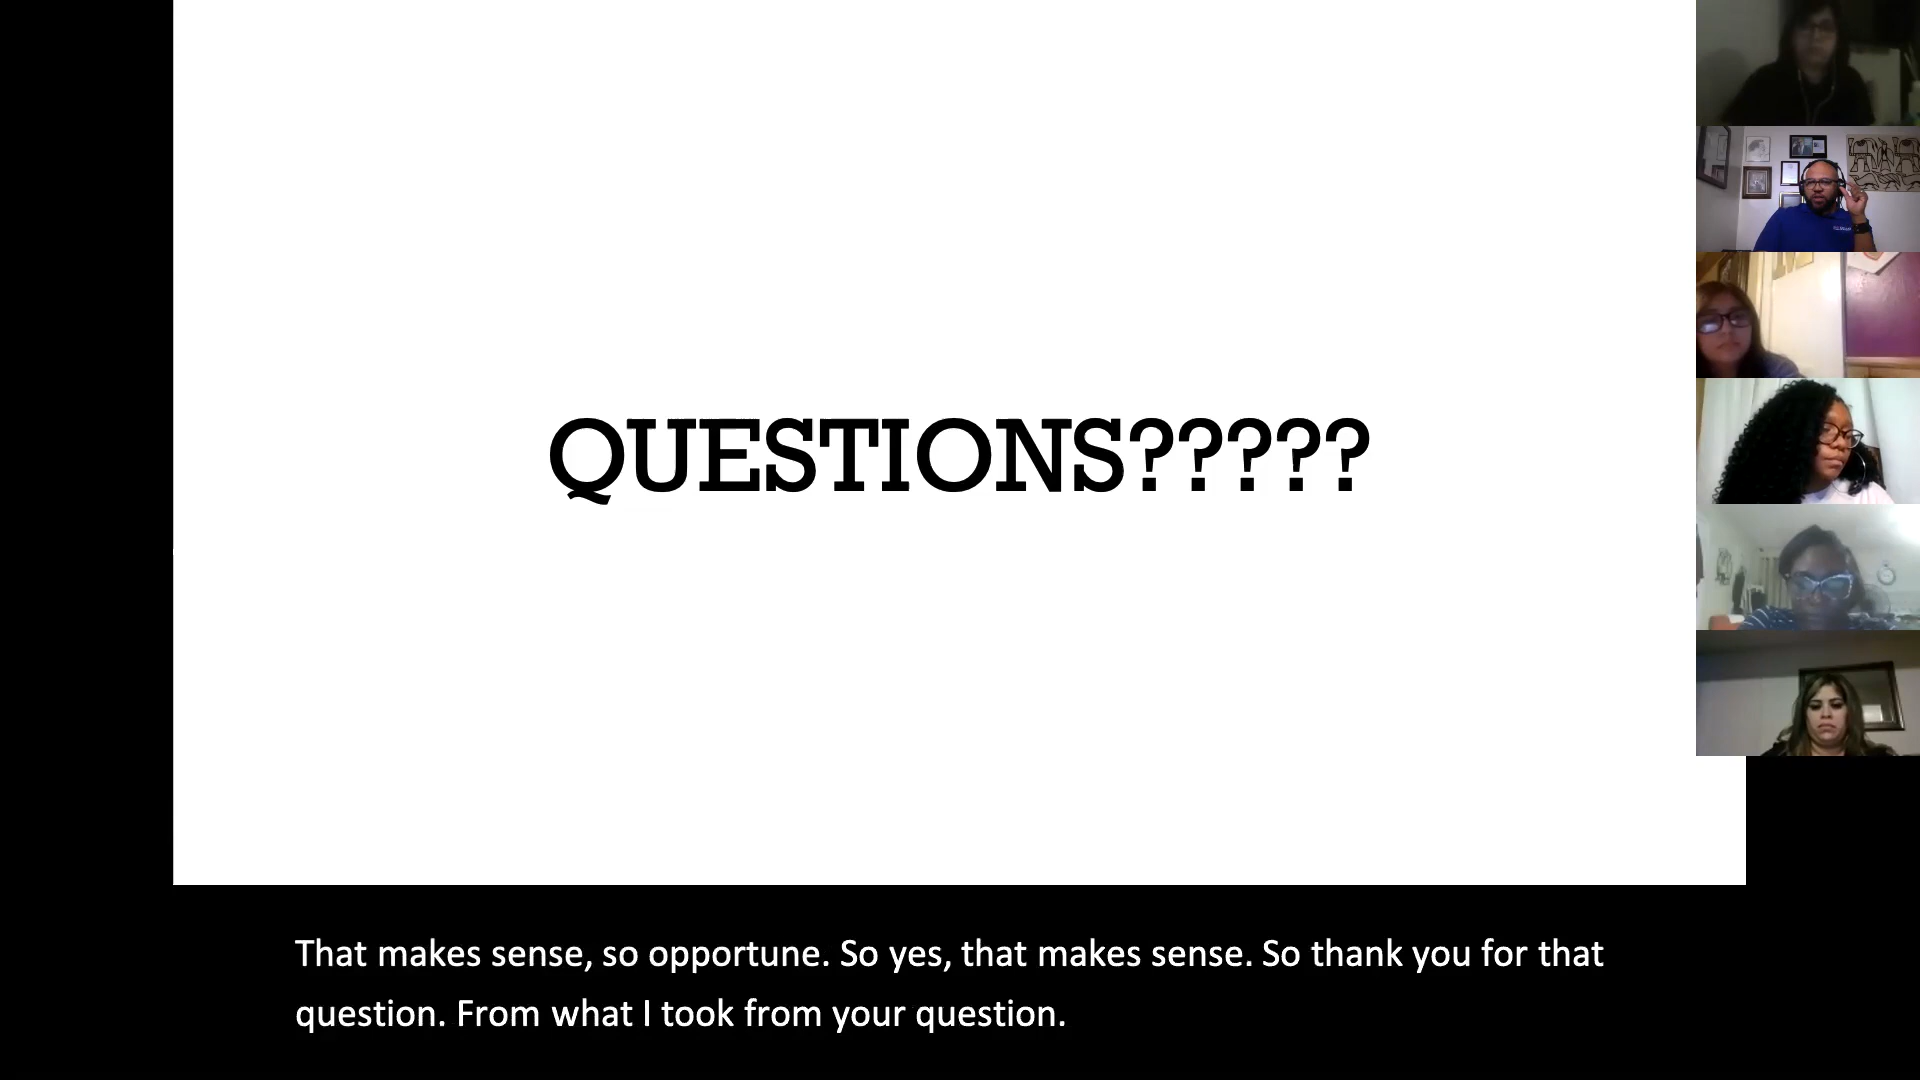 QUESTIONS?????
That makes sense, so opportune. So yes, that makes sense. So thank you for that
question. From what I took from your question.